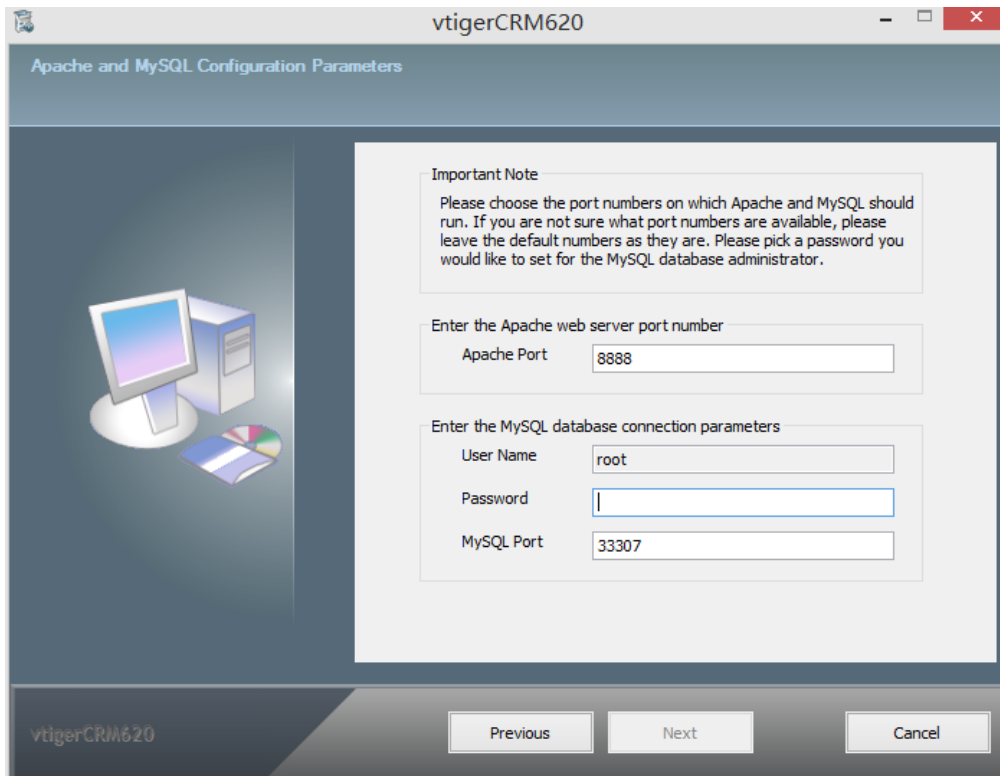 vtigerCRM620
Apache and MySQL Configuration Parameters
Important Note
Please choose the port numbers on which Apache and MySQL should
run. If you are not sure what port numbers are available, please
leave the default numbers as they are. Please pick a password you
would like to set for the MySQL database administrator.
Enter the Apache web server port number
Apache Port 8888
Enter the MySQL database connection parameters
User Name root
Password
MySQL Port 33307
vtigerCRM620
Previous Next Cancel